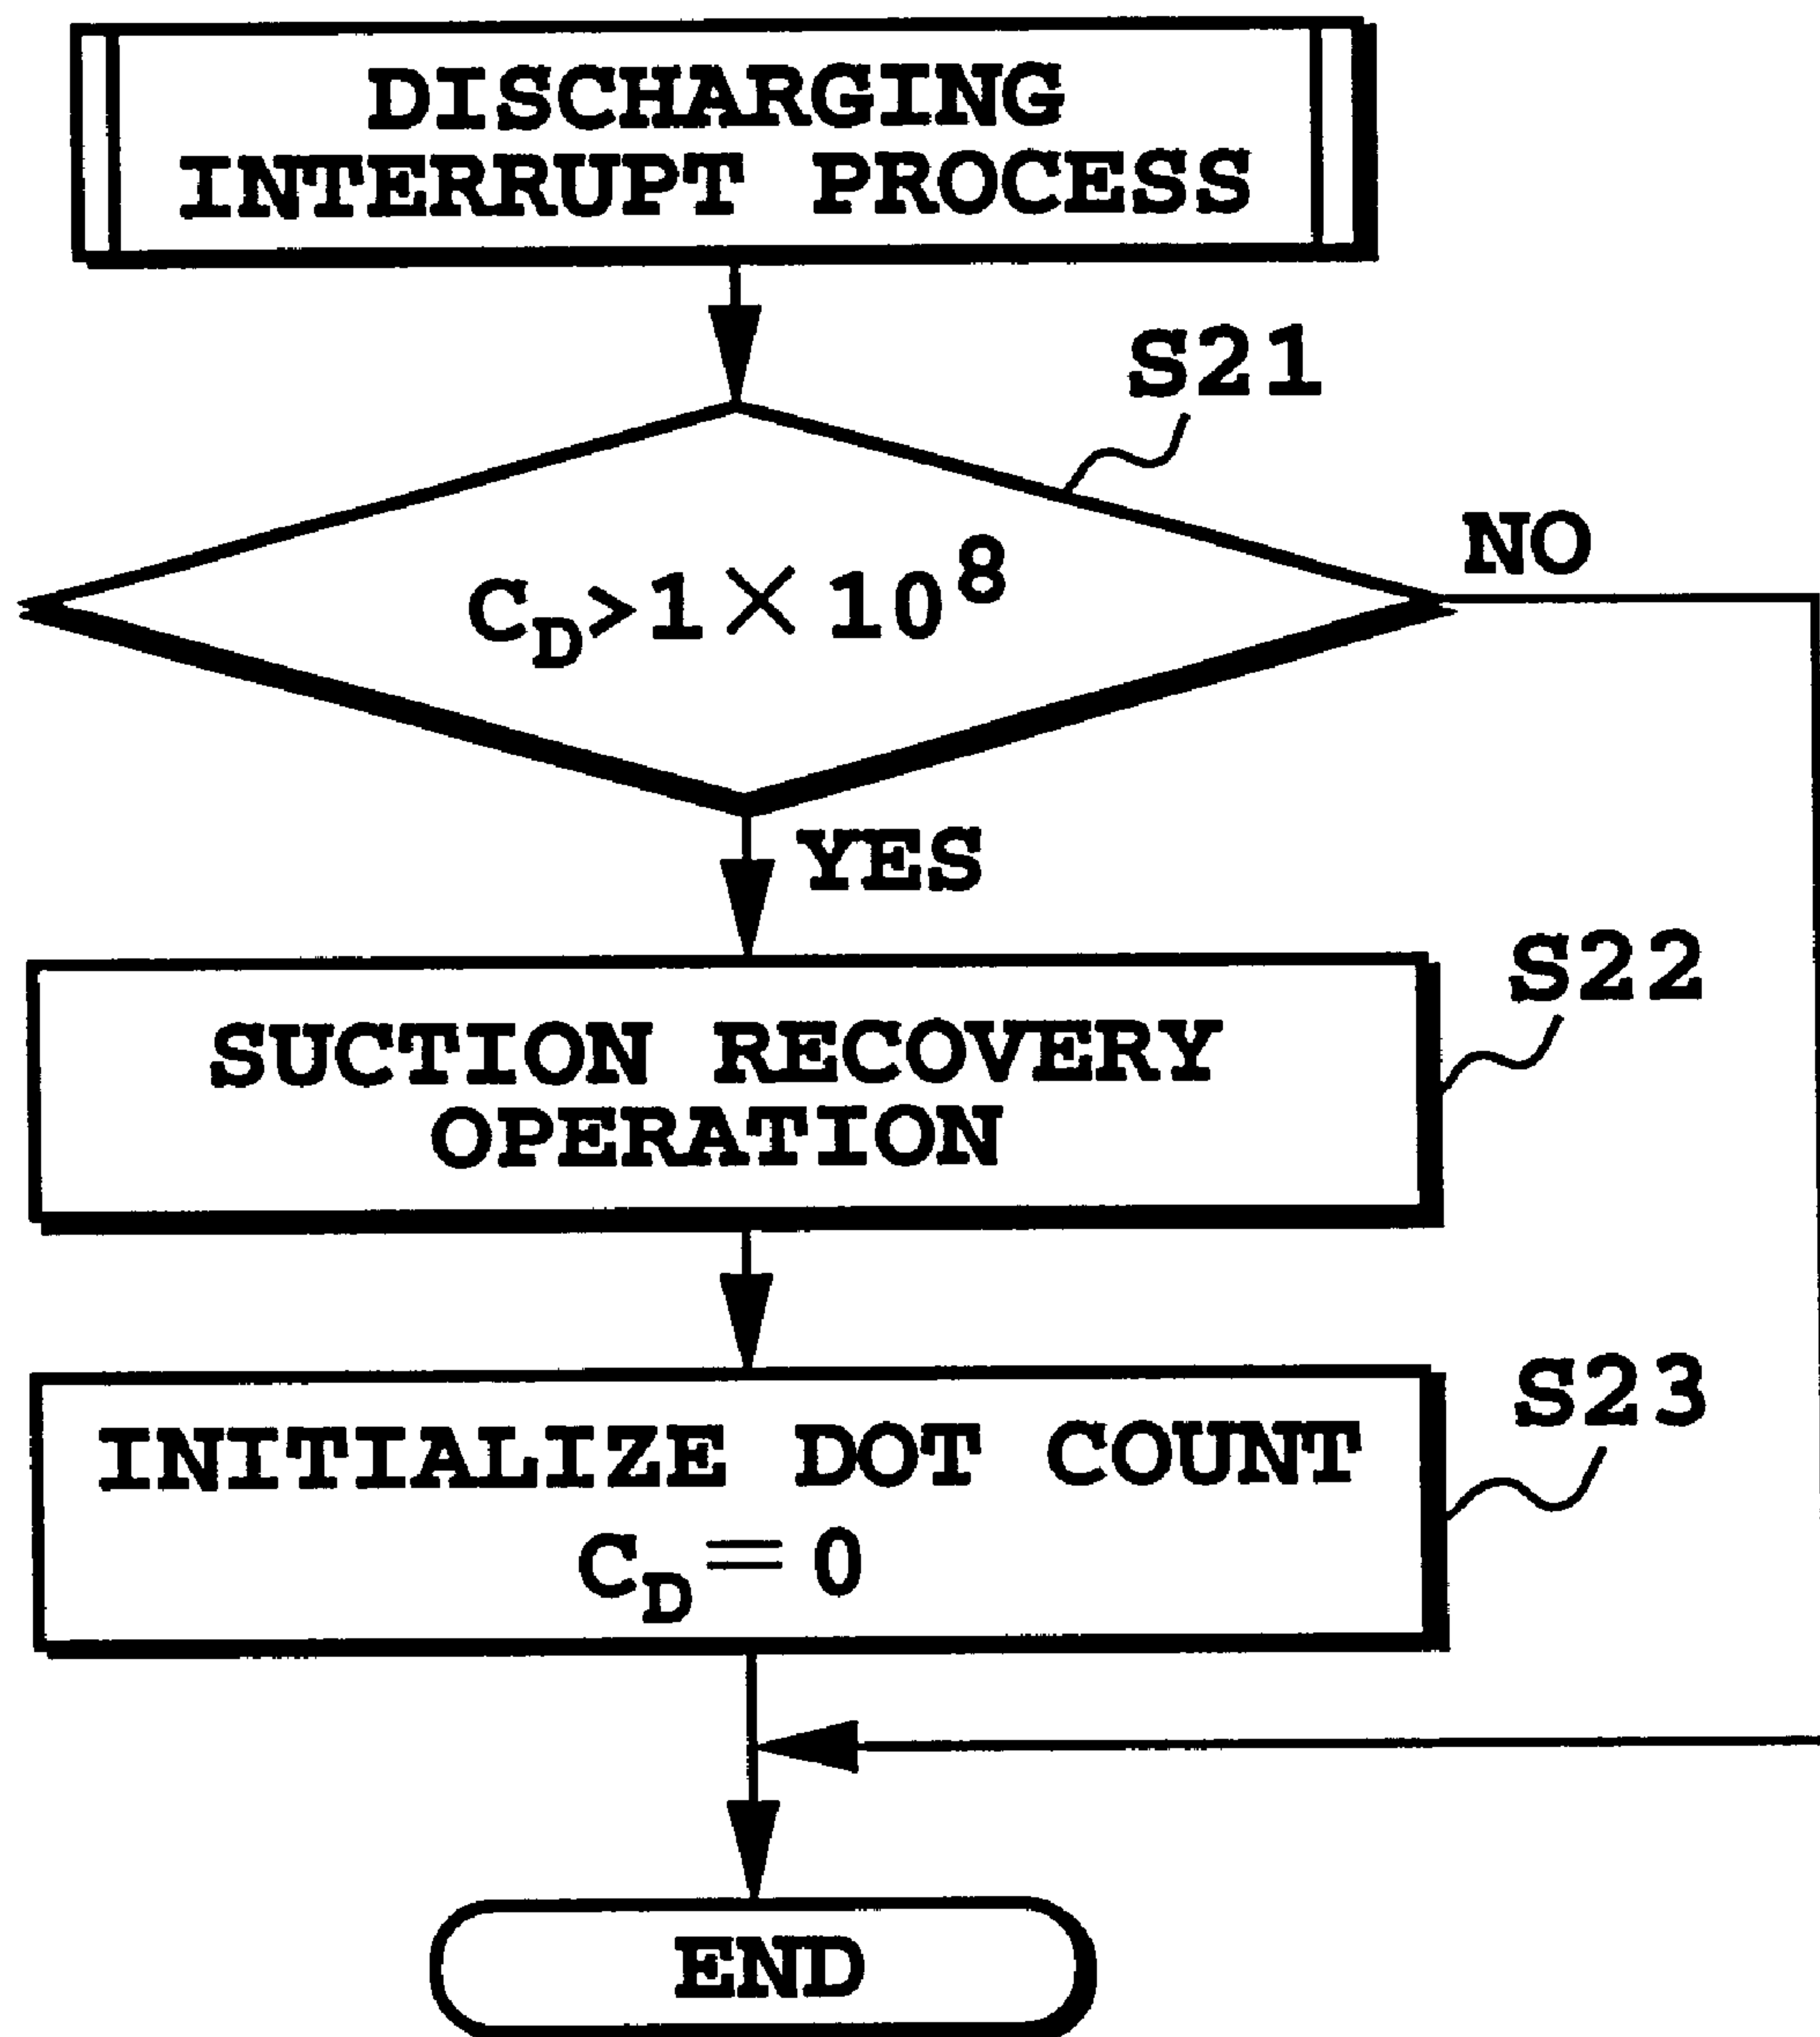 DISCHARGING
INTERRUPT PROCESS
S21
C_D>1×10^8
NO
YES
S22
SUCTION RECOVERY
OPERATION
S23
INITIALIZE DOT COUNT
C_D=0
END